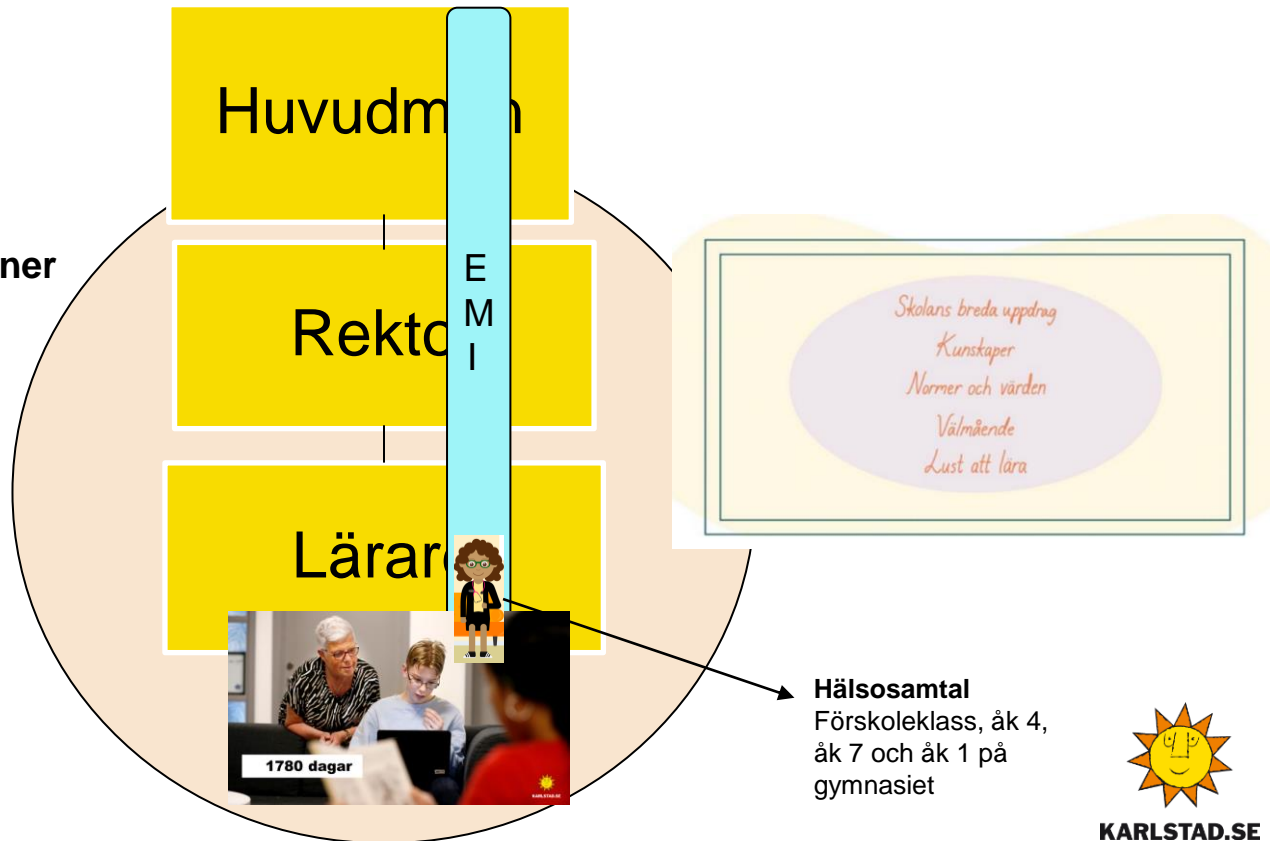 Huvudm n
ner
Rekto
E
M
I
Lärare
Skolans breda uppdrag
Kunskaper
Normer och värden
Välmående
Lust att lära
1780 dagar
KARLSTAD.SE
Hälsosamtal
Förskoleklass, åk 4,
åk 7 och åk 1 på
gymnasiet
KARLSTAD.SE